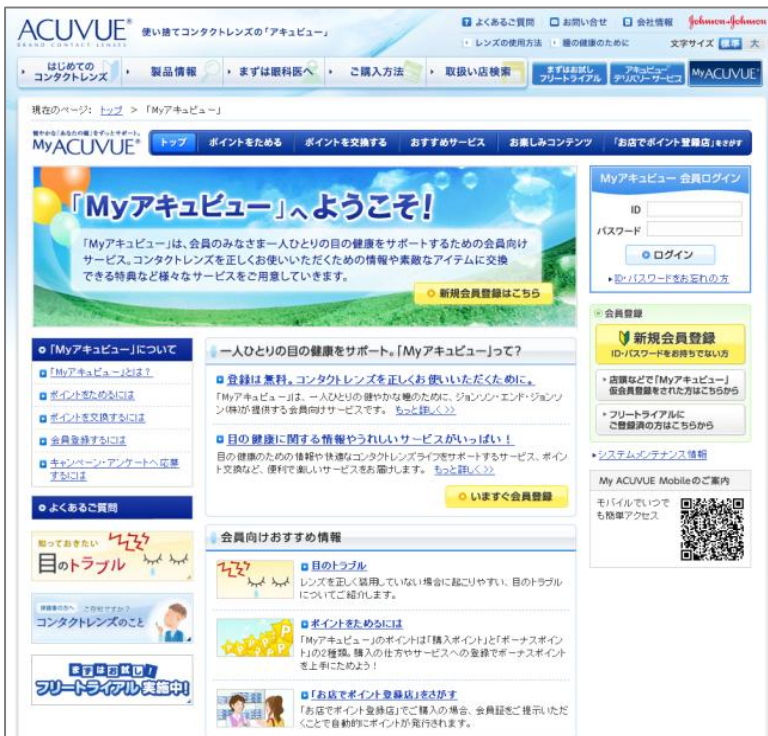 ACUVUE®
BRAND CONTACT LENSES
使い捨てコンタクトレンズの「アキュビュー」
よくあるご質問
お問い合せ
会社情報
Johnson & Johnson
レンズの使用方法
瞳の健康のために
文字サイズ 標準 大
はじめての
コンタクトレンズ
製品情報
まずは眼科医へ
ご購入方法
取扱い店検索
まずはお試し
フリートライアル
アキュビュー®
デリバリーサービス
MyACUVUE®
現在のページ: トップ > 「Myアキュビュー」
健やかな「あなたの瞳」をずっとサポート。
MyACUVUE®
トップ
ポイントをためる
ポイントを交換する
おすすめサービス
お楽しみコンテンツ
「お店でポイント登録店」をさがす
「Myアキュビュー」へようこそ!
「Myアキュビュー」は、会員のみなさま一人ひとりの目の健康をサポートするための会員向け
サービス。コンタクトレンズを正しくお使いいただくための情報や素敵なアイテムに交換
できる特典など様々なサービスをご用意していきます。
新規会員登録はこちら
Myアキュビュー 会員ログイン
ID
パスワード
ログイン
ID・パスワードをお忘れの方
会員登録
新規会員登録
ID・パスワードをお持ちでない方
店頭などで「Myアキュビュー」
仮会員登録をされた方はこちらから
フリートライアルに
ご登録済の方はこちらから
システムメンテナンス情報
My ACUVUE Mobileのご案内
モバイルでいつで
も簡単アクセス
「Myアキュビュー」について
「Myアキュビュー」とは?
ポイントをためるには
ポイントを交換するには
会員登録するには
キャンペーン・アンケートへ応募
するには
よくあるご質問
知っておきたい
目のトラブル
保護者の方へ ご存知ですか?
コンタクトレンズのこと
まずはお試し!
フリートライアル実施中!
一人ひとりの目の健康をサポート。「Myアキュビュー」って?
登録は無料。コンタクトレンズを正しくお使いいただくために。
「Myアキュビュー」は、一人ひとりの健やかな瞳のために、ジョンソン・エンド・ジョンソ
ン(株)が提供する会員向けサービスです。 もっと詳しく>>
目の健康に関する情報やうれしいサービスがいっぱい!
目の健康のための情報や快適なコンタクトレンズライフをサポートするサービス、ポイン
ト交換など、便利で楽しいサービスをお届けします。 もっと詳しく>>
いますぐ会員登録
会員向けおすすめ情報
目のトラブル
レンズを正しく装用していない場合に起こりやすい、目のトラブル
についてご紹介します。
ポイントをためるには
「Myアキュビュー」のポイントは「購入ポイント」と「ボーナスポイン
ト」の2種類。購入の仕方やサービスへの登録でボーナスポイント
を上手にためよう!
「お店でポイント登録店」をさがす
「お店でポイント登録店」でご購入の場合、会員証をご提示いただ
くことで自動的にポイントが発行されます。